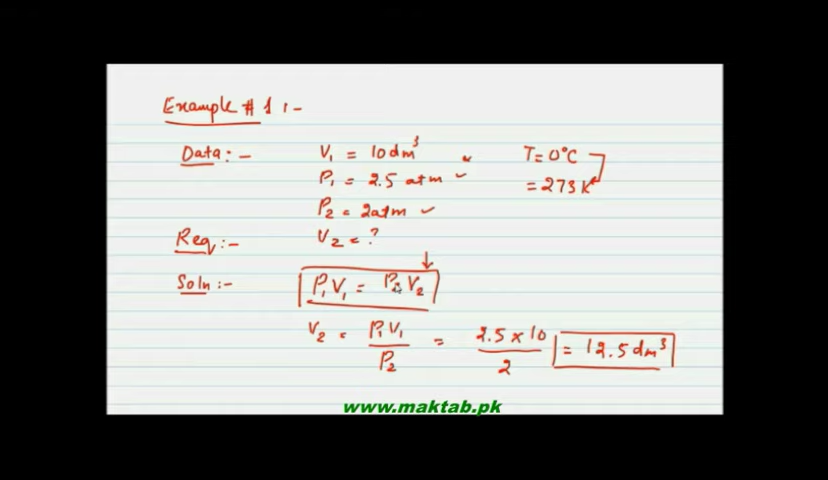 Example # 1 :-
Data :- V₁ = 10 dm³ T = 0°C
P₁ = 2.5 atm = 273 K
P₂ = 2 atm
Req :- V₂ = ?
Soln :- P₁V₁ = P₂V₂
V₂ = P₁V₁ / P₂ = 2.5 × 10 / 2 = 12.5 dm³
www.maktab.pk